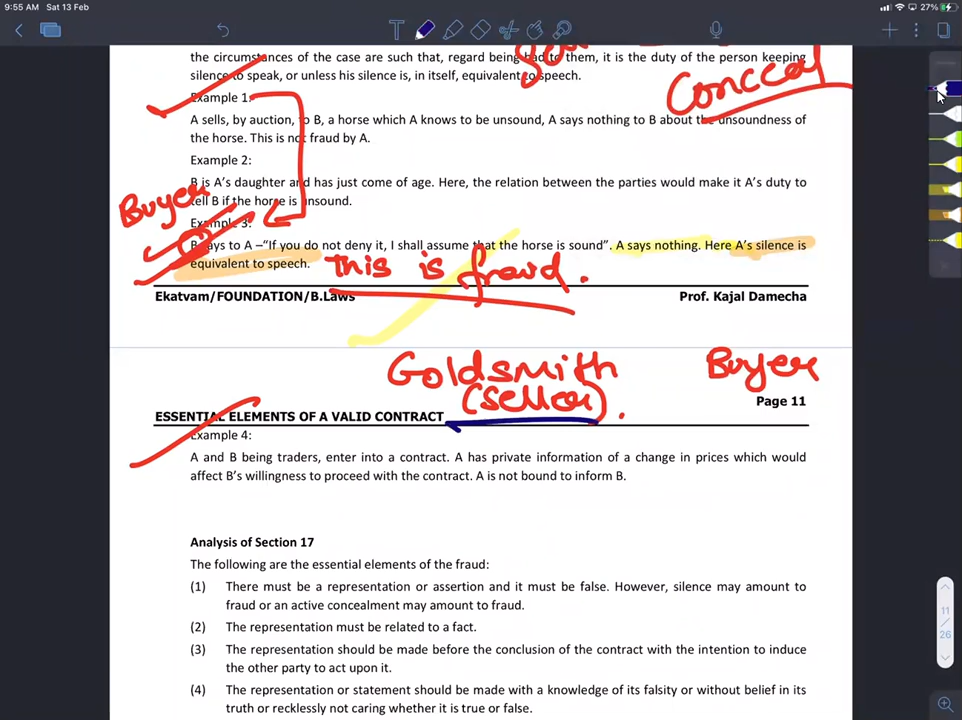 9:55 AM Sat 13 Feb
27%
the circumstances of the case are such that, regard being had to them, it is the duty of the person keeping
silence to speak, or unless his silence is, in itself, equivalent to speech.
Conceal
Example 1:
A sells, by auction, to B, a horse which A knows to be unsound, A says nothing to B about the unsoundness of
the horse. This is not fraud by A.
Example 2:
B is A's daughter and has just come of age. Here, the relation between the parties would make it A's duty to
tell B if the horse is unsound.
Buyer
Example 3:
B says to A –"If you do not deny it, I shall assume that the horse is sound". A says nothing. Here A's silence is
equivalent to speech.
This is fraud.
Ekatvam/FOUNDATION/B.Laws
Prof. Kajal Damecha
Goldsmith
(Seller).
Buyer
Page 11
ESSENTIAL ELEMENTS OF A VALID CONTRACT
Example 4:
A and B being traders, enter into a contract. A has private information of a change in prices which would
affect B's willingness to proceed with the contract. A is not bound to inform B.
Analysis of Section 17
The following are the essential elements of the fraud:
(1) There must be a representation or assertion and it must be false. However, silence may amount to
fraud or an active concealment may amount to fraud.
(2) The representation must be related to a fact.
(3) The representation should be made before the conclusion of the contract with the intention to induce
the other party to act upon it.
(4) The representation or statement should be made with a knowledge of its falsity or without belief in its
truth or recklessly not caring whether it is true or false.
11
/
26